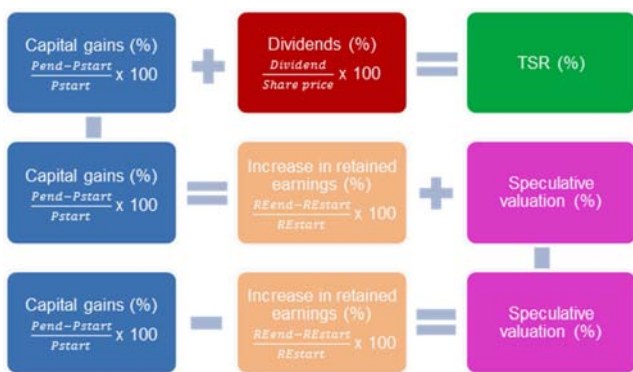 Capital gains (%)
Pend-Pstart
Pstart
x 100
+
Dividends (%)
Dividend
Share price
x 100
=
TSR (%)
Capital gains (%)
Pend-Pstart
Pstart
x 100
=
Increase in retained
earnings (%)
REend-REstart
REstart
x 100
+
Speculative
valuation (%)
Capital gains (%)
Pend-Pstart
Pstart
x 100
-
Increase in retained
earnings (%)
REend-REstart
REstart
x 100
=
Speculative
valuation (%)